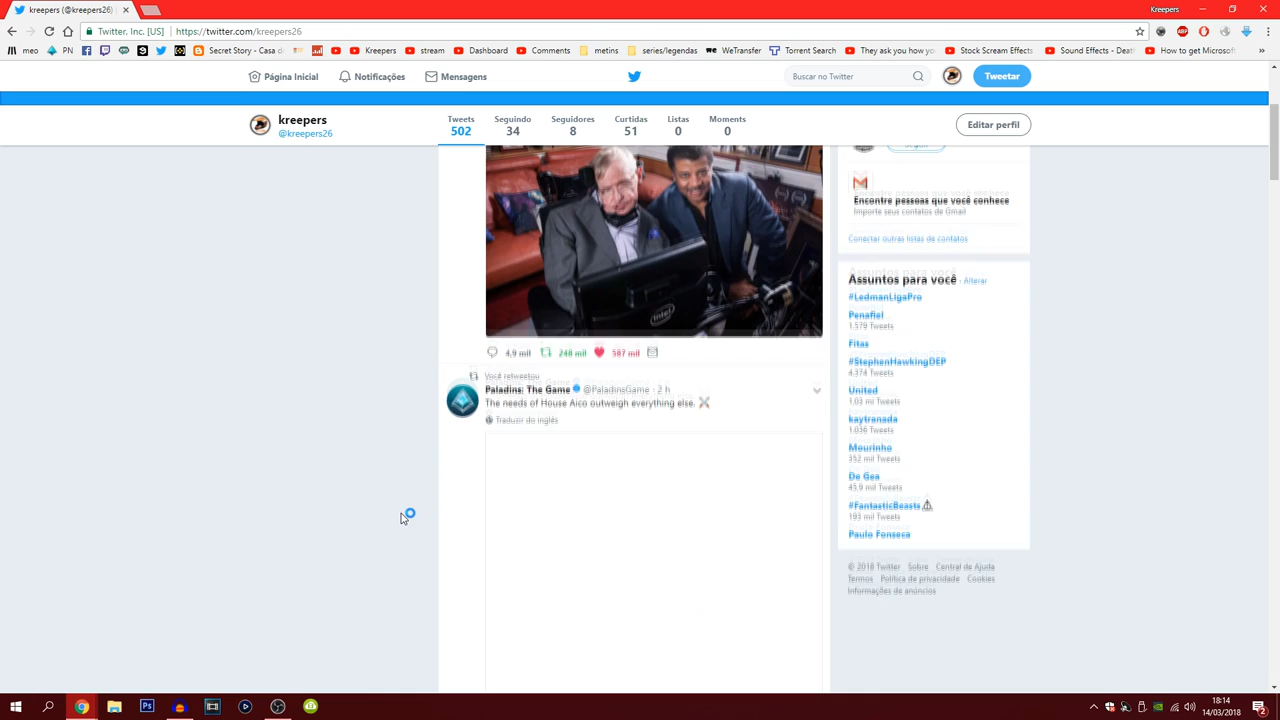 kreepers (@kreepers26)
Kreepers
Twitter, Inc. [US]
https://twitter.com/kreepers26
meo
PN
Secret Story - Casa d
Kreepers
stream
Dashboard
Comments
metins
series/legendas
WeTransfer
Torrent Search
They ask you how yo
Stock Scream Effects
Sound Effects - Death
How to get Microsof
Página Inicial
Notificações
Mensagens
Buscar no Twitter
Tweetar
kreepers
@kreepers26
Tweets
502
Seguindo
34
Seguidores
8
Curtidas
51
Listas
0
Moments
0
Editar perfil
intel
4,9 mil
248 mil
587 mil
Você retweetou
Paladins: The Game @PaladinsGame · 2 h
The needs of House Aico outweigh everything else.
Traduzir do inglês
Encontre pessoas que você conhece
Importe seus contatos de Gmail
Conectar outras listas de contatos
Assuntos para você · Alterar
#LedmanLigaPro
Penafiel
1.579 Tweets
Fitas
#StephenHawkingDEP
4.374 Tweets
United
1,03 mi Tweets
kaytranada
1.036 Tweets
Mourinho
352 mil Tweets
De Gea
45,9 mil Tweets
#FantasticBeasts
193 mil Tweets
Paulo Fonseca
© 2018 Twitter Sobre Central de Ajuda
Termos Política de privacidade Cookies
Informações de anúncios
18:14
14/03/2018
2